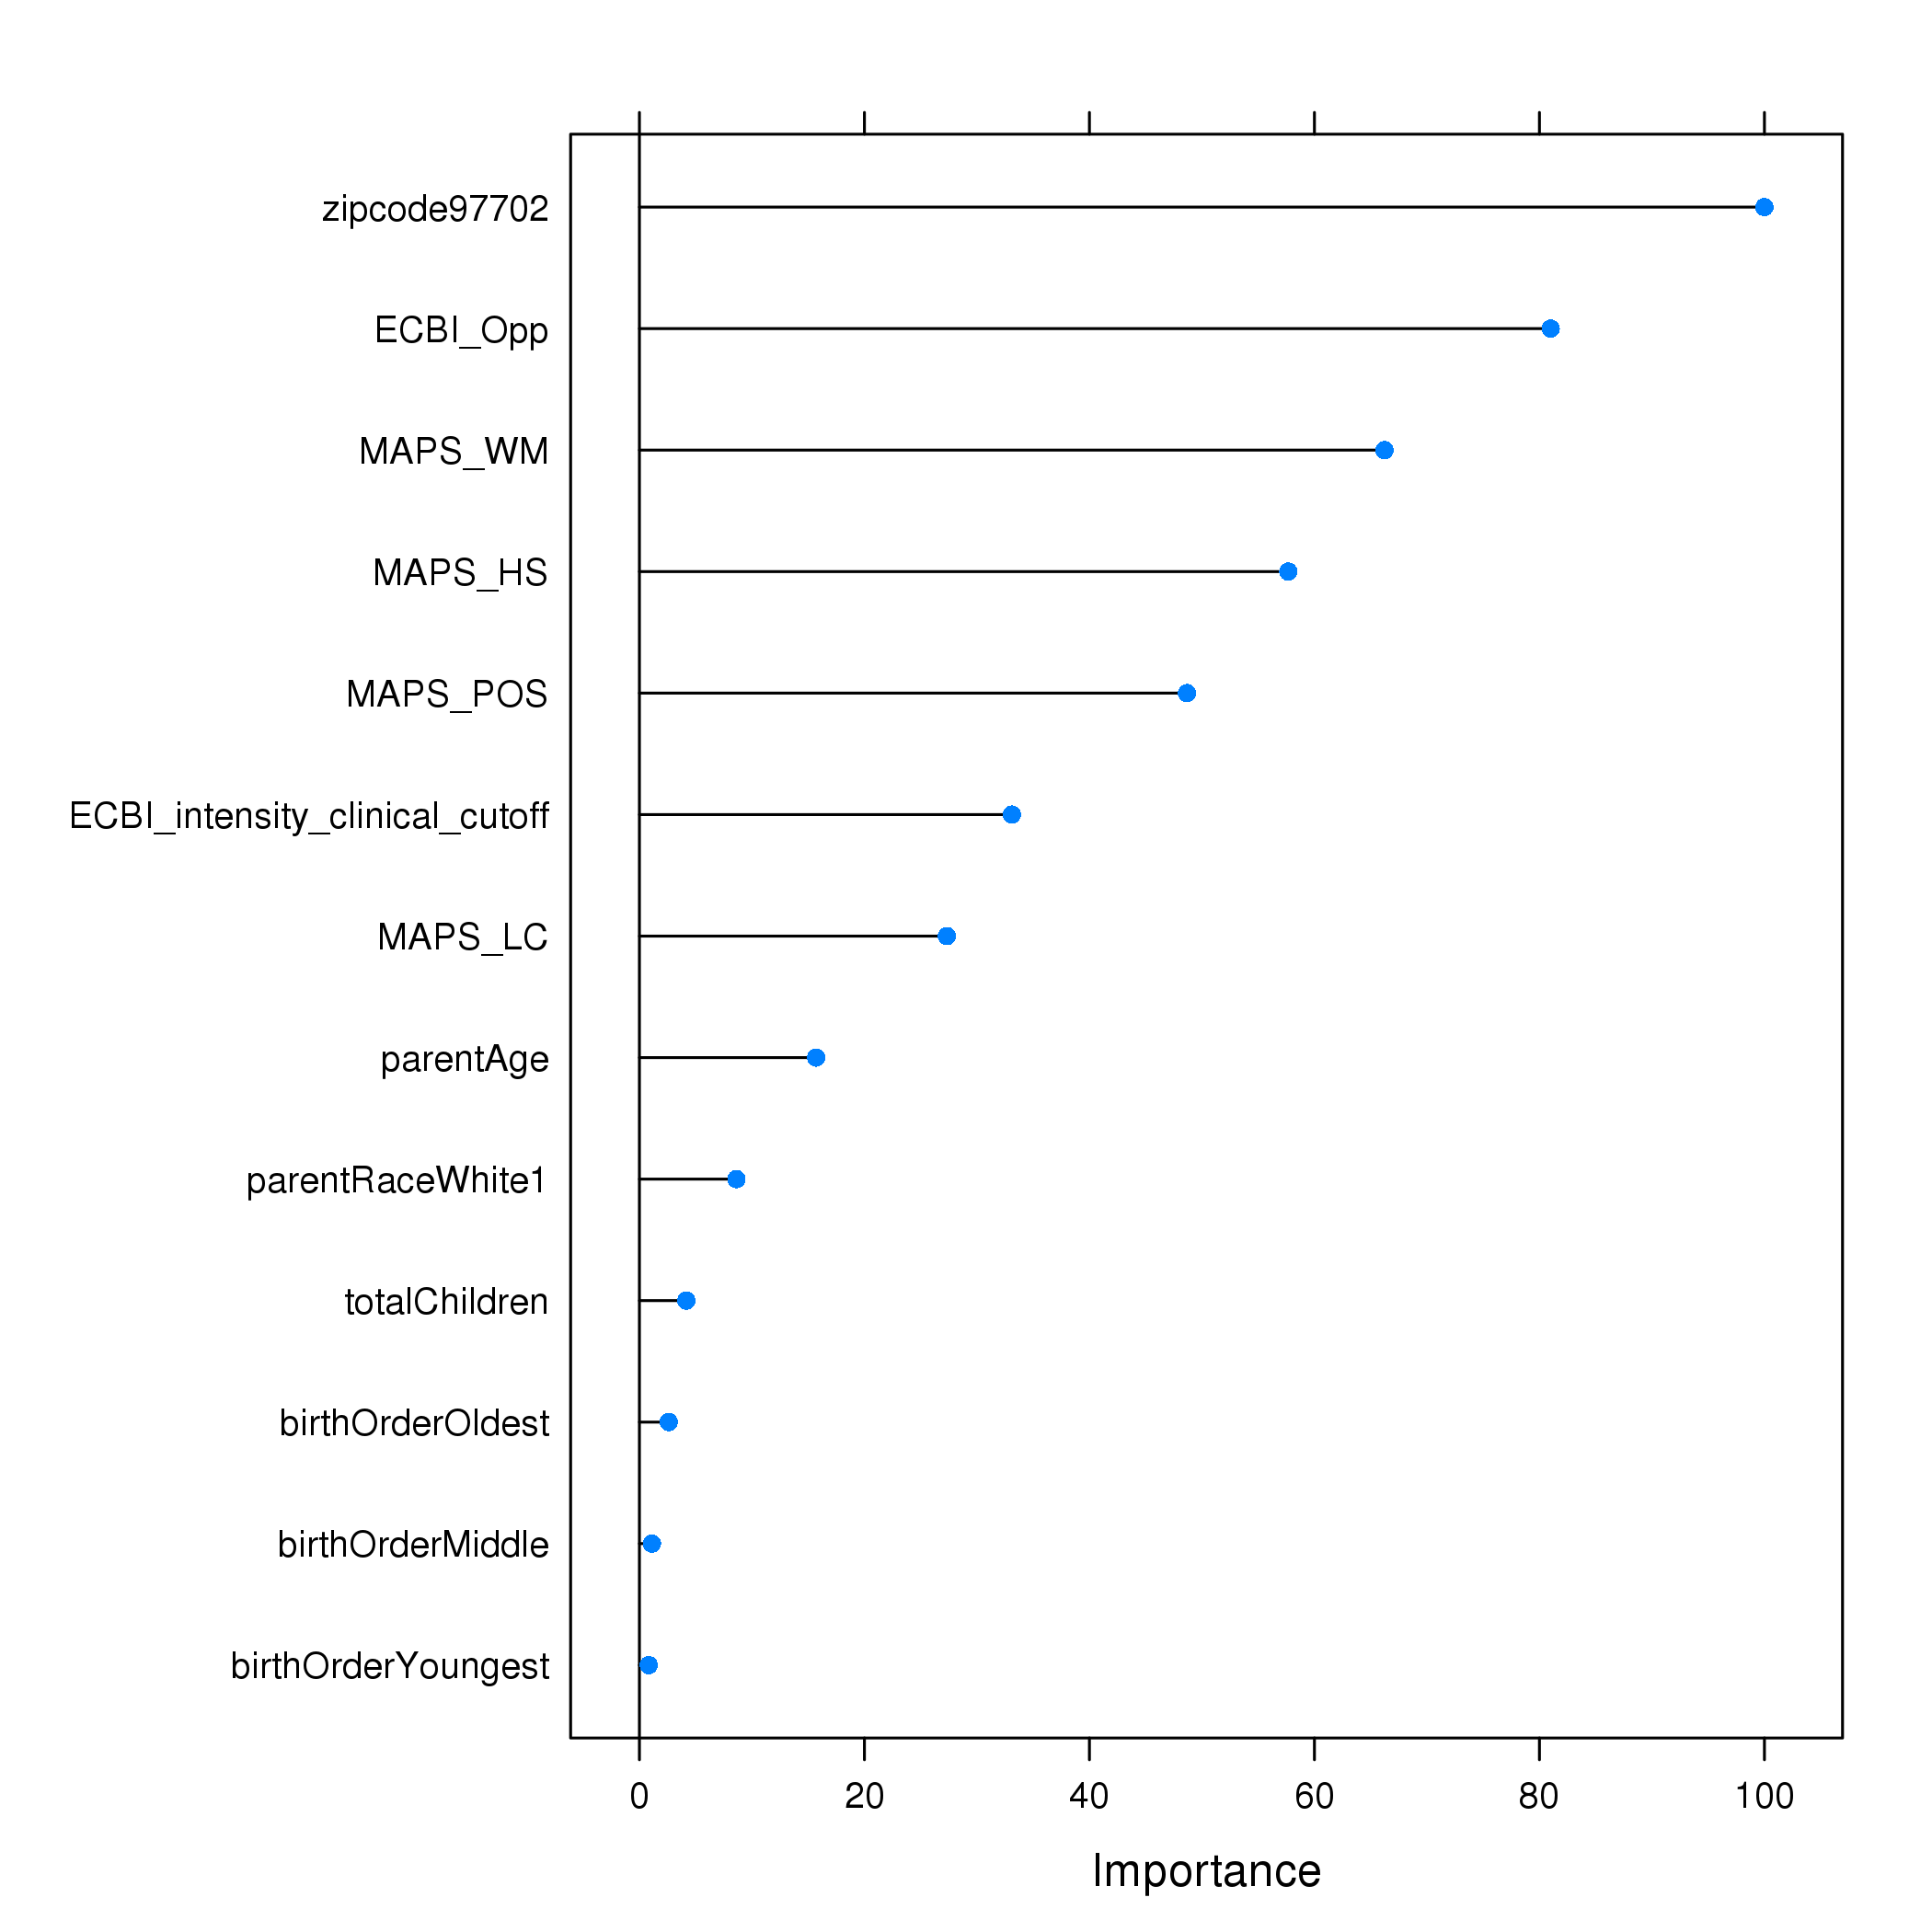 zipcode97702
ECBI_Opp
MAPS_WM
MAPS_HS
MAPS_POS
ECBI_intensity_clinical_cutoff
MAPS_LC
parentAge
parentRaceWhite1
totalChildren
birthOrderOldest
birthOrderMiddle
birthOrderYoungest
0 20 40 60 80 100
Importance